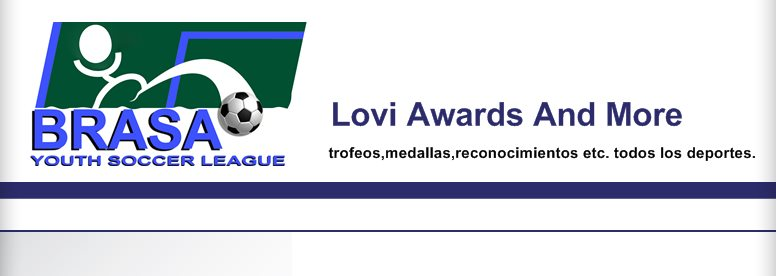 BRASA
YOUTH SOCCER LEAGUE
Lovi Awards And More
trofeos,medallas,reconocimientos etc. todos los deportes.